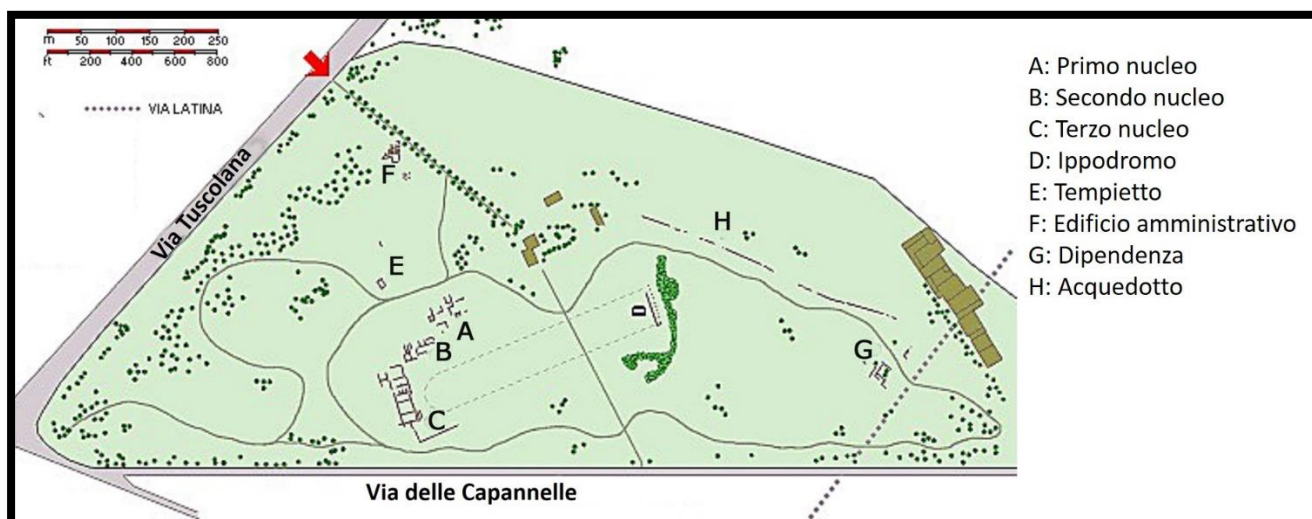 m 50 100 150 200 250
ft 200 400 600 800
VIA LATINA
Via Tuscolana
F
E
A
B
C
D
H
G
Via delle Capannelle
A: Primo nucleo
B: Secondo nucleo
C: Terzo nucleo
D: Ippodromo
E: Tempietto
F: Edificio amministrativo
G: Dipendenza
H: Acquedotto